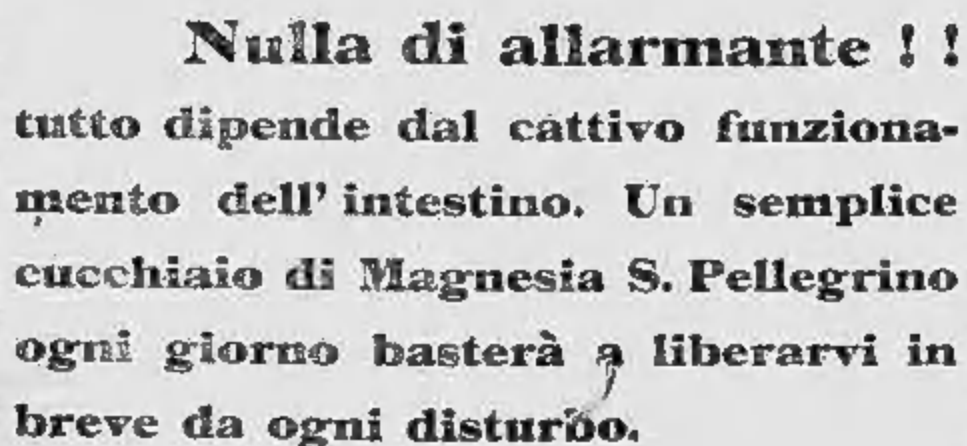 Nulla di allarmante ! !
tutto dipende dal cattivo funziona-
mento dell' intestino. Un semplice
cucchiaio di Magnesia S. Pellegrino
ogni giorno basterà a liberarvi in
breve da ogni disturbo.